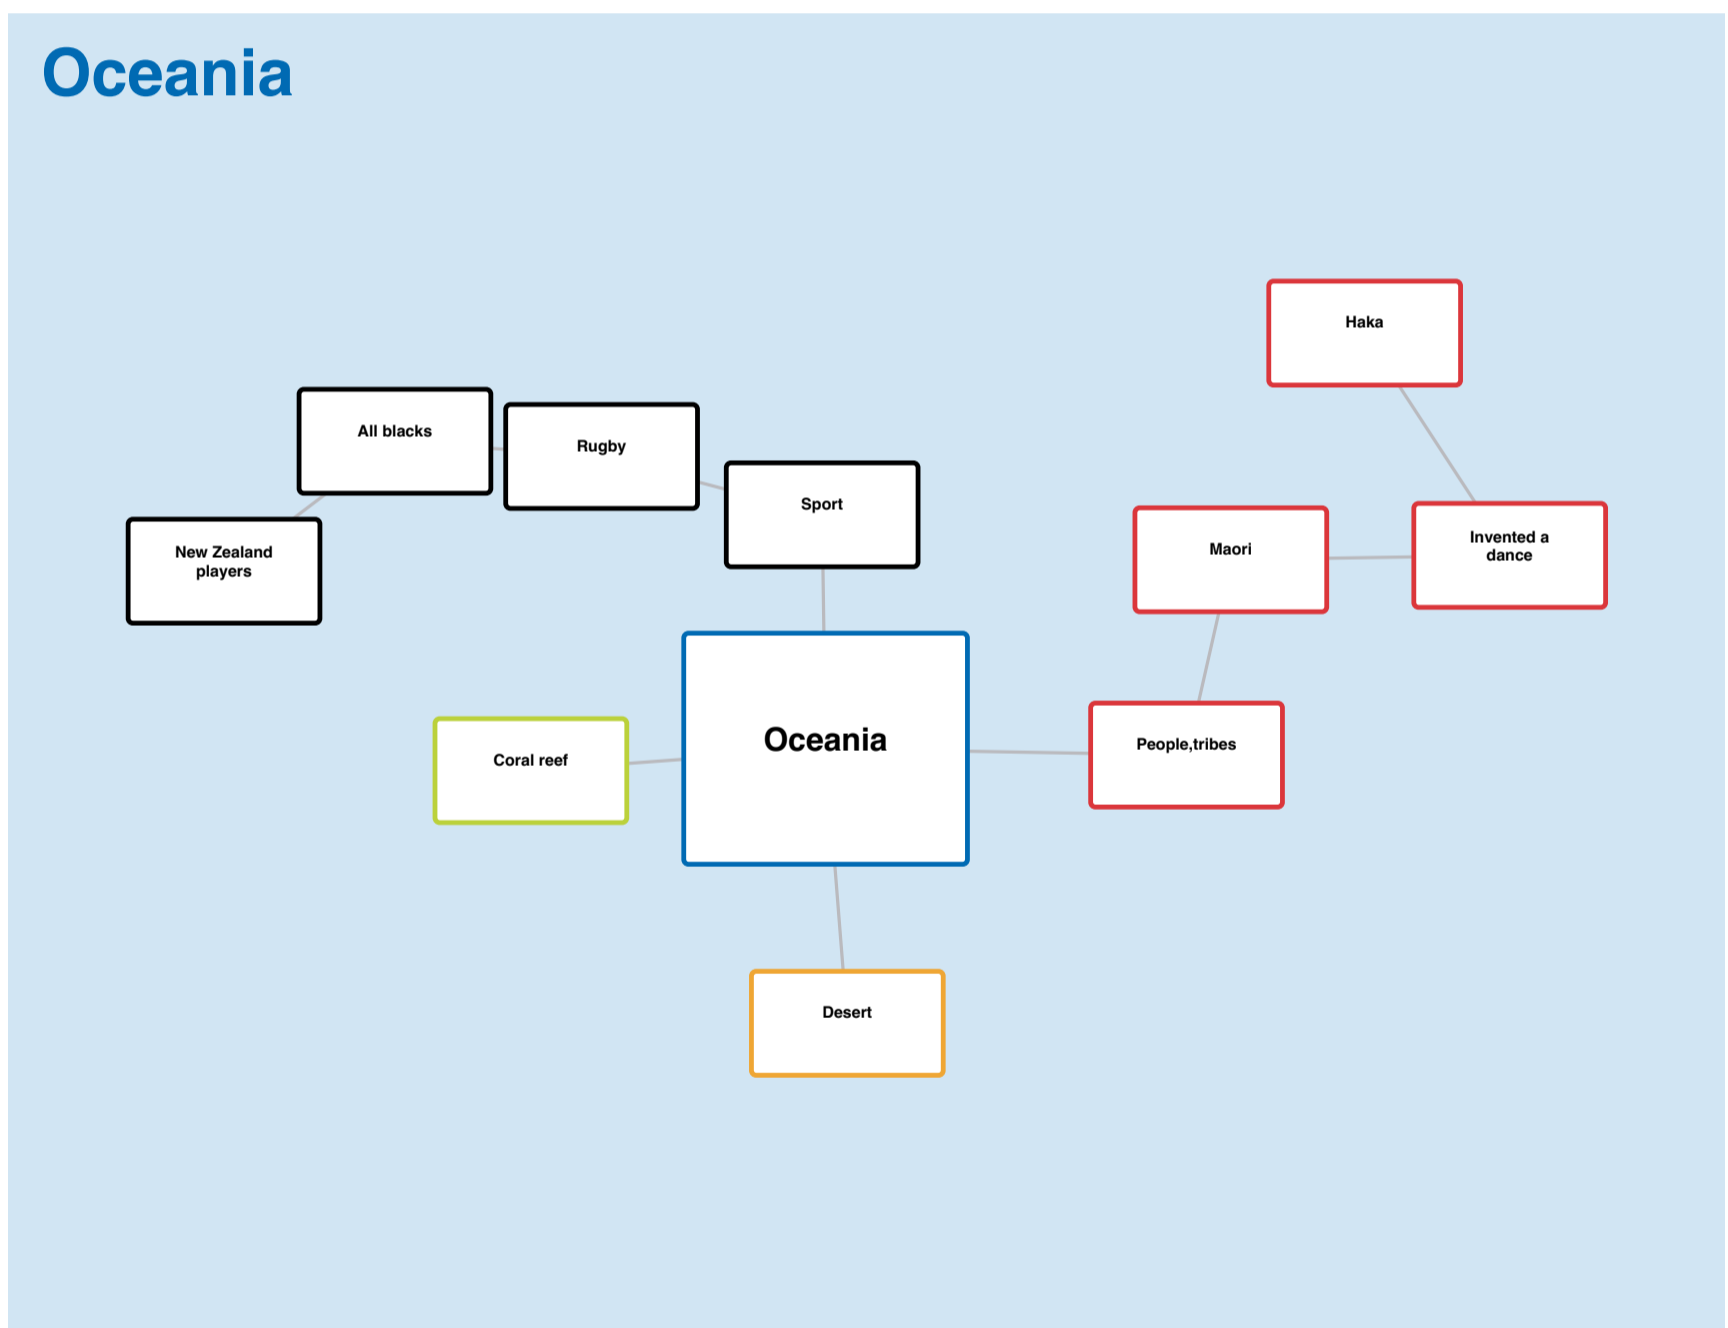 Oceania
Haka
All blacks
Rugby
Sport
New Zealand
players
Maori
Invented a
dance
Oceania
People,tribes
Coral reef
Desert